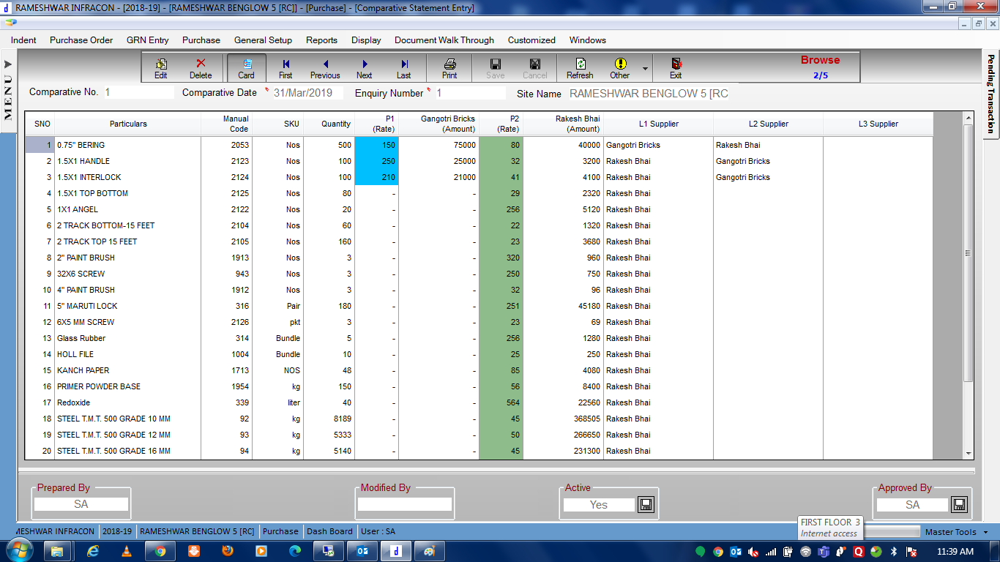 RAMESHWAR INFRACON - [2018-19] - [RAMESHWAR BENGLOW 5 [RC]] - [Purchase] - [Comparative Statement Entry]
Indent Purchase Order GRN Entry Purchase General Setup Reports Display Document Walk Through Customized Windows
MENU
Edit Delete Card First Previous Next Last Print Save Cancel Refresh Other Exit
Browse
2/5
Pending Transaction
Comparative No. 1 Comparative Date * 31/Mar/2019 Enquiry Number * 1 Site Name RAMESHWAR BENGLOW 5 [RC
SNO Particulars Manual Code SKU Quantity P1 (Rate) Gangotri Bricks (Amount) P2 (Rate) Rakesh Bhai (Amount) L1 Supplier L2 Supplier L3 Supplier
1 0.75" BERING 2053 Nos 500 150 75000 80 40000 Gangotri Bricks Rakesh Bhai
2 1.5X1 HANDLE 2123 Nos 100 250 25000 32 3200 Rakesh Bhai Gangotri Bricks
3 1.5X1 INTERLOCK 2124 Nos 100 210 21000 41 4100 Rakesh Bhai Gangotri Bricks
4 1.5X1 TOP BOTTOM 2125 Nos 80 - - 29 2320 Rakesh Bhai
5 1X1 ANGEL 2122 Nos 20 - - 256 5120 Rakesh Bhai
6 2 TRACK BOTTOM-15 FEET 2104 Nos 60 - - 22 1320 Rakesh Bhai
7 2 TRACK TOP 15 FEET 2105 Nos 160 - - 23 3680 Rakesh Bhai
8 2" PAINT BRUSH 1913 Nos 3 - - 320 960 Rakesh Bhai
9 32X6 SCREW 943 Nos 3 - - 250 750 Rakesh Bhai
10 4" PAINT BRUSH 1912 Nos 3 - - 32 96 Rakesh Bhai
11 5" MARUTI LOCK 316 Pair 180 - - 251 45180 Rakesh Bhai
12 6X5 MM SCREW 2126 pkt 3 - - 23 69 Rakesh Bhai
13 Glass Rubber 314 Bundle 5 - - 256 1280 Rakesh Bhai
14 HOLL FILE 1004 Bundle 10 - - 25 250 Rakesh Bhai
15 KANCH PAPER 1713 NOS 48 - - 85 4080 Rakesh Bhai
16 PRIMER POWDER BASE 1954 kg 150 - - 56 8400 Rakesh Bhai
17 Redoxide 339 liter 40 - - 564 22560 Rakesh Bhai
18 STEEL T.M.T. 500 GRADE 10 MM 92 kg 8189 - - 45 368505 Rakesh Bhai
19 STEEL T.M.T. 500 GRADE 12 MM 93 kg 5333 - - 50 266650 Rakesh Bhai
20 STEEL T.M.T. 500 GRADE 16 MM 94 kg 5140 - - 45 231300 Rakesh Bhai
Prepared By Modified By Active Approved By
SA Yes SA
FIRST FLOOR 3
Internet access
MESHWAR INFRACON 2018-19 RAMESHWAR BENGLOW 5 [RC] Purchase Dash Board User : SA Master Tools
11:39 AM